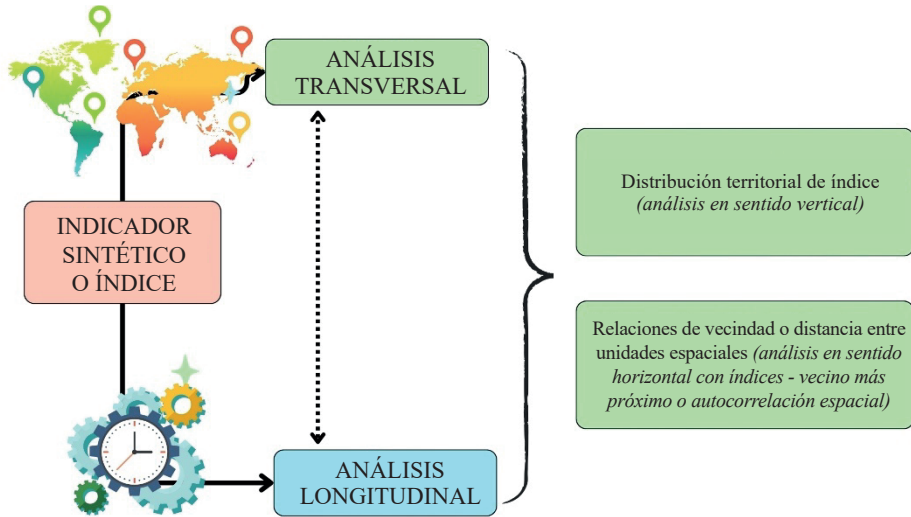 ANÁLISIS
TRANSVERSAL
INDICADOR
SINTÉTICO
O ÍNDICE
ANÁLISIS
LONGITUDINAL
Distribución territorial de índice
(análisis en sentido vertical)
Relaciones de vecindad o distancia entre
unidades espaciales (análisis en sentido
horizontal con índices - vecino más
próximo o autocorrelación espacial)